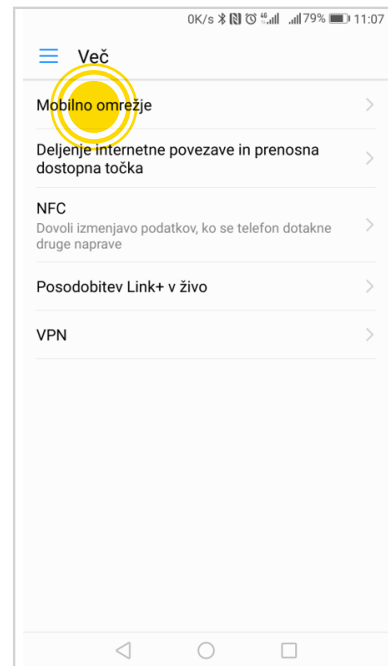 0K/s 79% 11:07
Več
Mobilno omrežje
Deljenje internetne povezave in prenosna
dostopna točka
NFC
Dovoli izmenjavo podatkov, ko se telefon dotakne
druge naprave
Posodobitev Link+ v živo
VPN